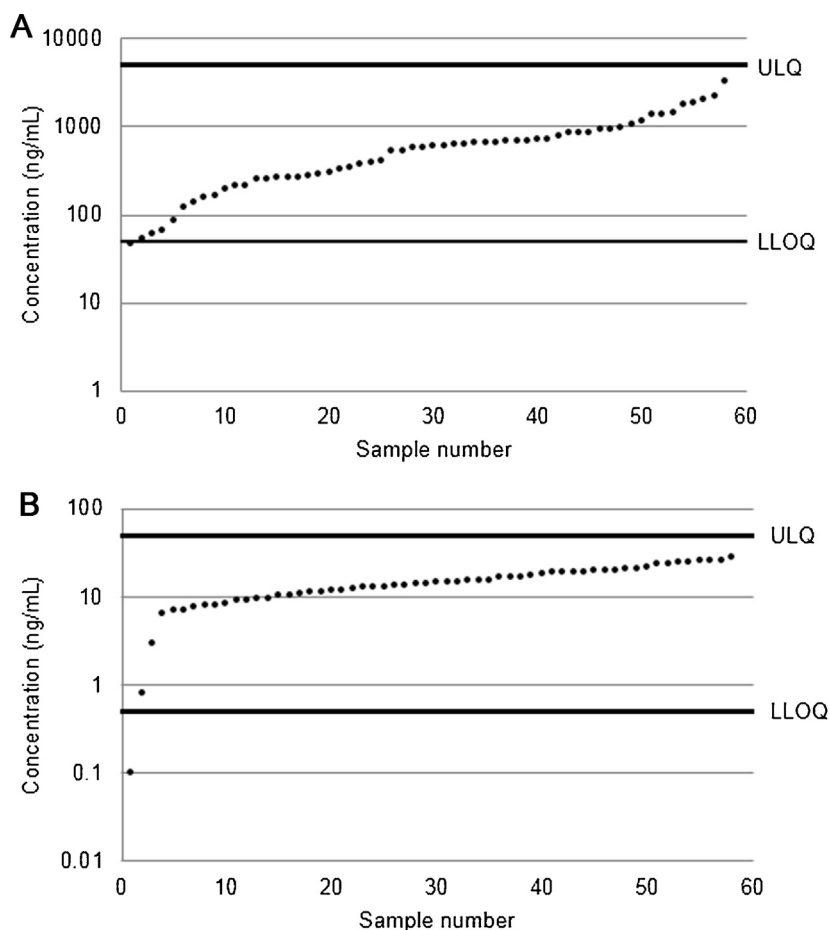 A
10000
ULQ
1000
Concentration (ng/mL)
100
LLOQ
10
1
0 10 20 30 40 50 60
Sample number
B
100
ULQ
10
Concentration (ng/mL)
1
LLOQ
0.1
0.01
0 10 20 30 40 50 60
Sample number